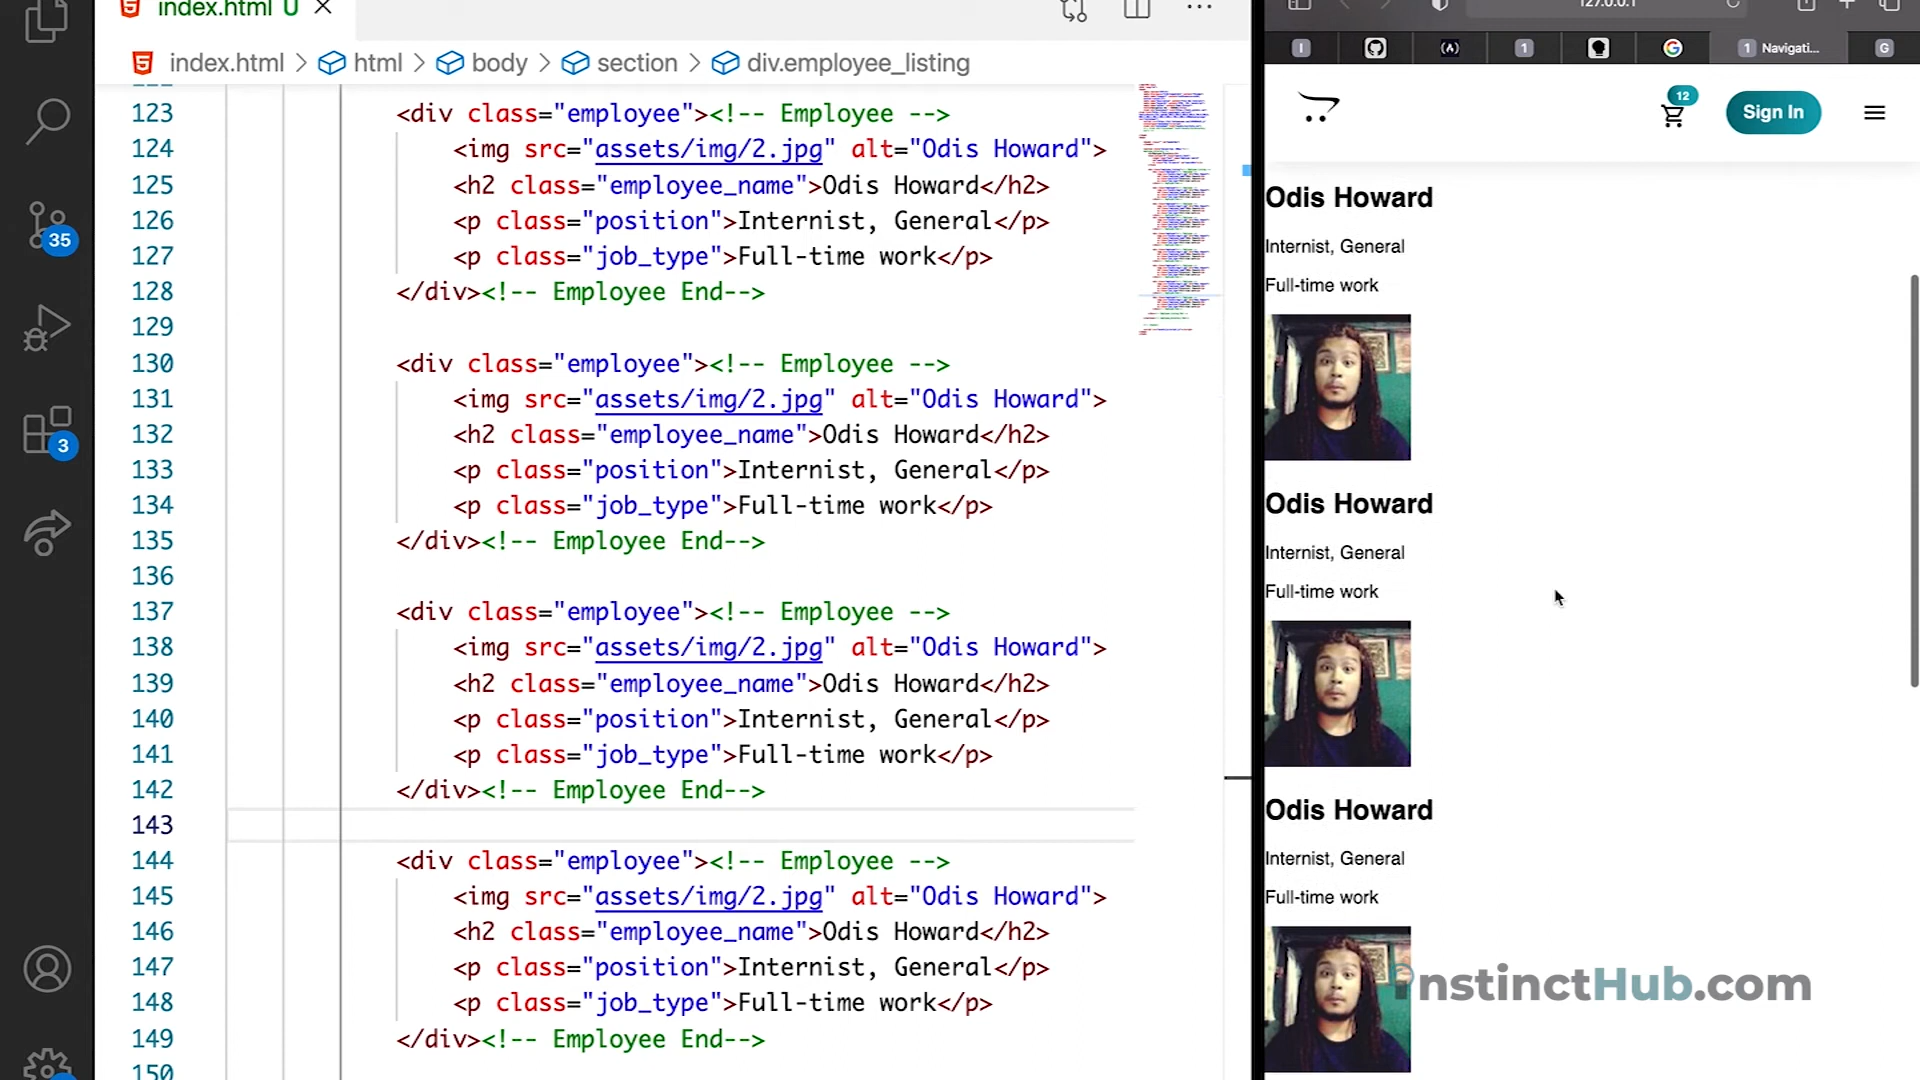 index.html U
index.html > html > body > section > div.employee_listing
123 <div class="employee"><!-- Employee -->
124 <img src="assets/img/2.jpg" alt="Odis Howard">
125 <h2 class="employee_name">Odis Howard</h2>
126 <p class="position">Internist, General</p>
127 <p class="job_type">Full-time work</p>
128 </div><!-- Employee End-->
129
130 <div class="employee"><!-- Employee -->
131 <img src="assets/img/2.jpg" alt="Odis Howard">
132 <h2 class="employee_name">Odis Howard</h2>
133 <p class="position">Internist, General</p>
134 <p class="job_type">Full-time work</p>
135 </div><!-- Employee End-->
136
137 <div class="employee"><!-- Employee -->
138 <img src="assets/img/2.jpg" alt="Odis Howard">
139 <h2 class="employee_name">Odis Howard</h2>
140 <p class="position">Internist, General</p>
141 <p class="job_type">Full-time work</p>
142 </div><!-- Employee End-->
143
144 <div class="employee"><!-- Employee -->
145 <img src="assets/img/2.jpg" alt="Odis Howard">
146 <h2 class="employee_name">Odis Howard</h2>
147 <p class="position">Internist, General</p>
148 <p class="job_type">Full-time work</p>
149 </div><!-- Employee End-->
150
35
3
127.0.0.1
I
1
G
1 Navigati...
G
12
Sign In
Odis Howard
Internist, General
Full-time work
Odis Howard
Internist, General
Full-time work
Odis Howard
Internist, General
Full-time work
instinctHub.com